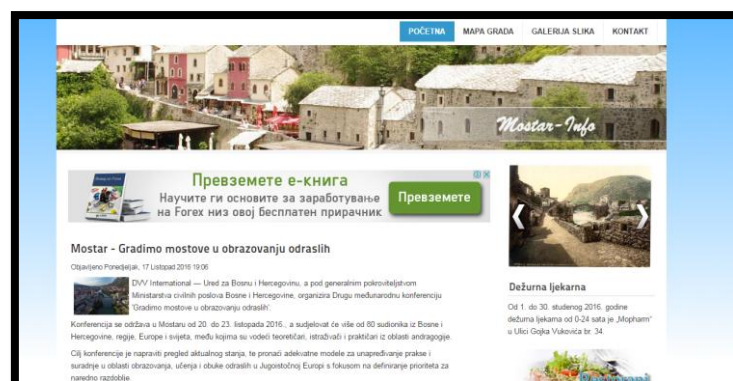 POČETNA MAPA GRADA GALERIJA SLIKA KONTAKT
Mostar-Info
Превземете е-книга
Научите ги основите за заработување
на Forex низ овој бесплатен прирачник
Превземете
Mostar - Gradimo mostove u obrazovanju odraslih
Objavljeno Ponedjeljak, 17 Listopad 2016 19:06
DVV International — Ured za Bosnu i Hercegovinu, a pod generalnim pokroviteljstvom
Ministarstva civilnih poslova Bosne i Hercegovine, organizira Drugu međunarodnu konferenciju
'Gradimo mostove u obrazovanju odraslih'.
Konferencija se održava u Mostaru od 20. do 23. listopada 2016., a sudjelovat će više od 60 sudionika iz Bosne i
Hercegovine, regije, Europe i svijeta, među kojima su vodeći teoretičari, istraživači i praktičari iz oblasti andragogije.
Cilj konferencije je napraviti pregled aktualnog stanja, te pronaći adekvatne modele za unapređivanje prakse i
suradnje u oblasti obrazovanja, učenja i obuke odraslih u Jugoistočnoj Europi s fokusom na definiranje prioriteta za
naredno razdoblje.
Dežurna ljekarna
Od 1. do 30. studenog 2016. godine
dežurna ljekarna od 0-24 sata je „Mopharm"
u Ulici Gojka Vukovića br. 34.